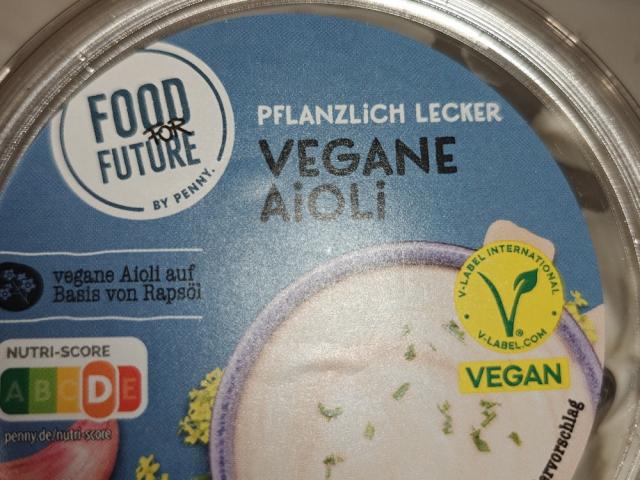 FOOD
FOR
FUTURE
BY PENNY.
PFLANZLiCH LECKER
VEGANE
AiOLi
vegane Aioli auf
Basis von Rapsöl
NUTRI-SCORE
A B C D E
penny.de/nutri-score
V-LABEL INTERNATIONAL
V-LABEL.COM
VEGAN